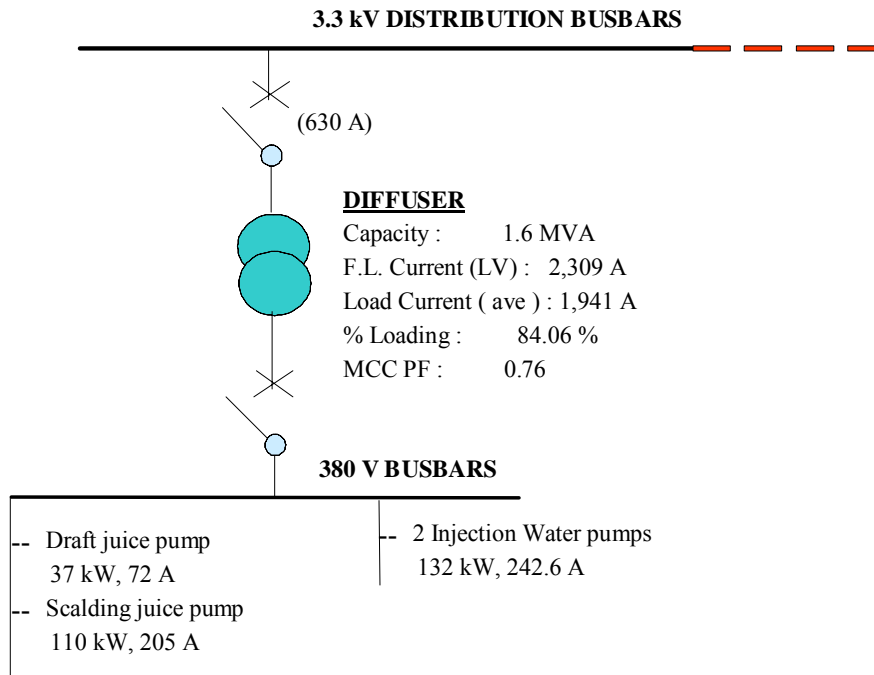 3.3 kV DISTRIBUTION BUSBARS
(630 A)
DIFFUSER
Capacity : 1.6 MVA
F.L. Current (LV) : 2,309 A
Load Current ( ave ) : 1,941 A
% Loading : 84.06 %
MCC PF : 0.76
380 V BUSBARS
-- Draft juice pump
37 kW, 72 A
-- Scalding juice pump
110 kW, 205 A
-- 2 Injection Water pumps
132 kW, 242.6 A